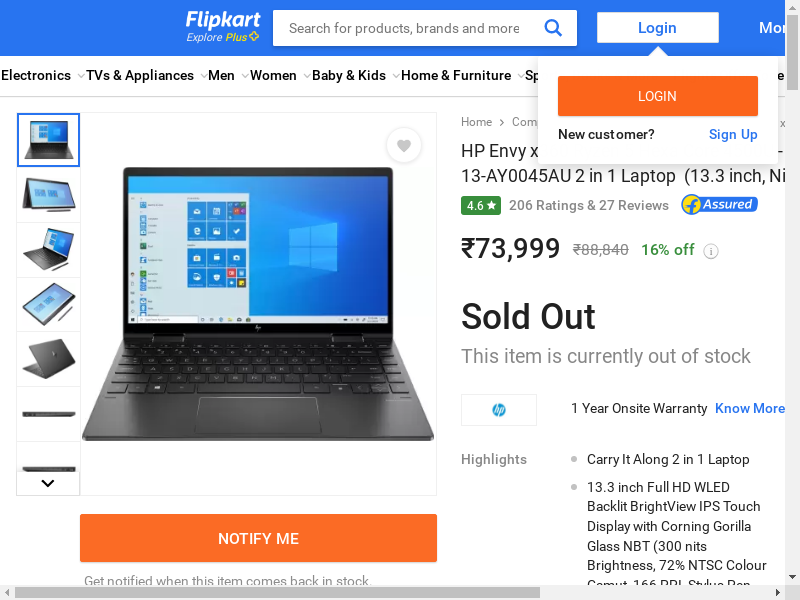 Flipkart
Explore Plus
Search for products, brands and more
Login
Mor
Electronics
TVs & Appliances
Men
Women
Baby & Kids
Home & Furniture
Sp
e
LOGIN
New customer?
Sign Up
Home
Comp
x
HP Envy x
13-AY0045AU 2 in 1 Laptop (13.3 inch, Ni
4.6
206 Ratings & 27 Reviews
Assured
₹73,999
₹88,840
16% off
Sold Out
This item is currently out of stock
hp
1 Year Onsite Warranty
Know More
Highlights
Carry It Along 2 in 1 Laptop
13.3 inch Full HD WLED
Backlit BrightView IPS Touch
Display with Corning Gorilla
Glass NBT (300 nits
Brightness, 72% NTSC Colour
Gamut, 166 PPI, Stylus Pen
NOTIFY ME
Get notified when this item comes back in stock.